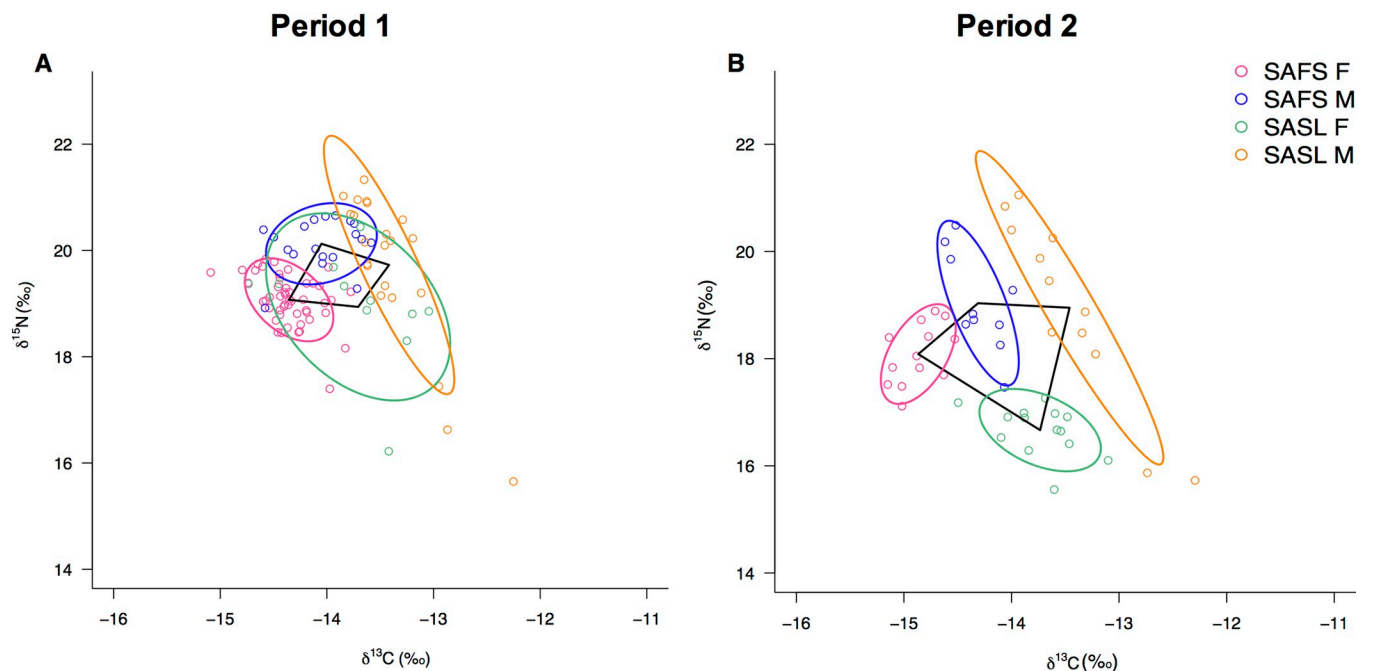 Period 1
Period 2
A
B
SAFS F
SAFS M
SASL F
SASL M
22
20
18
16
14
δ15N (‰)
−16
−15
−14
−13
−12
−11
δ13C (‰)
22
20
18
16
14
δ15N (‰)
−16
−15
−14
−13
−12
−11
δ13C (‰)